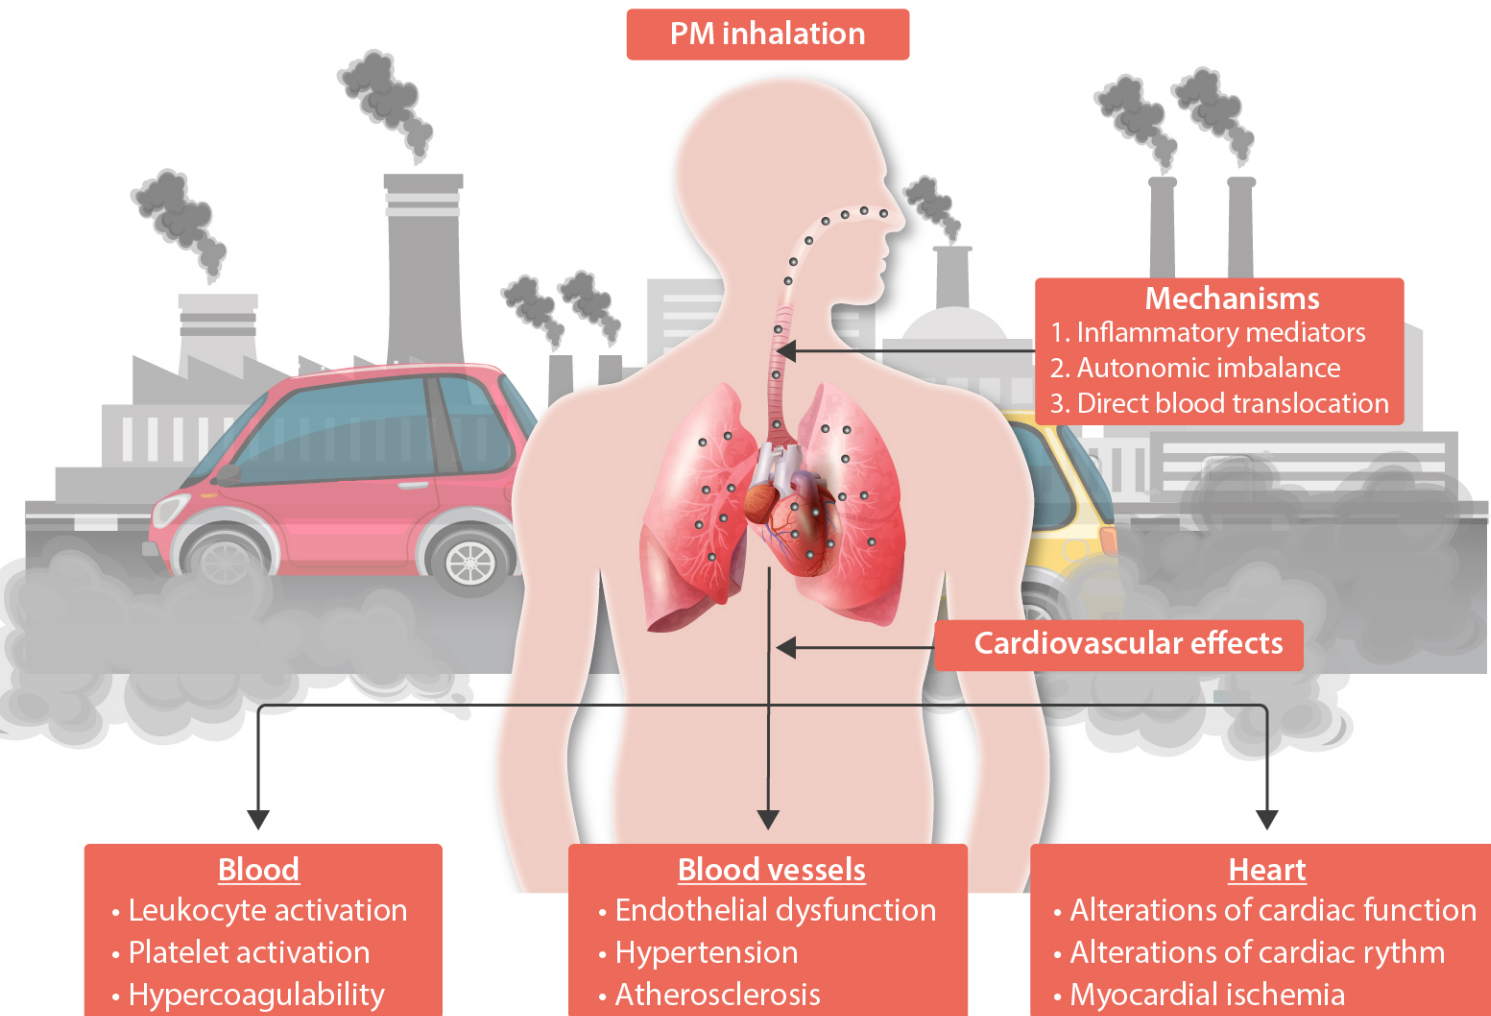 PM inhalation
Mechanisms
1. Inflammatory mediators
2. Autonomic imbalance
3. Direct blood translocation
Cardiovascular effects
Blood
• Leukocyte activation
• Platelet activation
• Hypercoagulability
Blood vessels
• Endothelial dysfunction
• Hypertension
• Atherosclerosis
Heart
• Alterations of cardiac function
• Alterations of cardiac rythm
• Myocardial ischemia